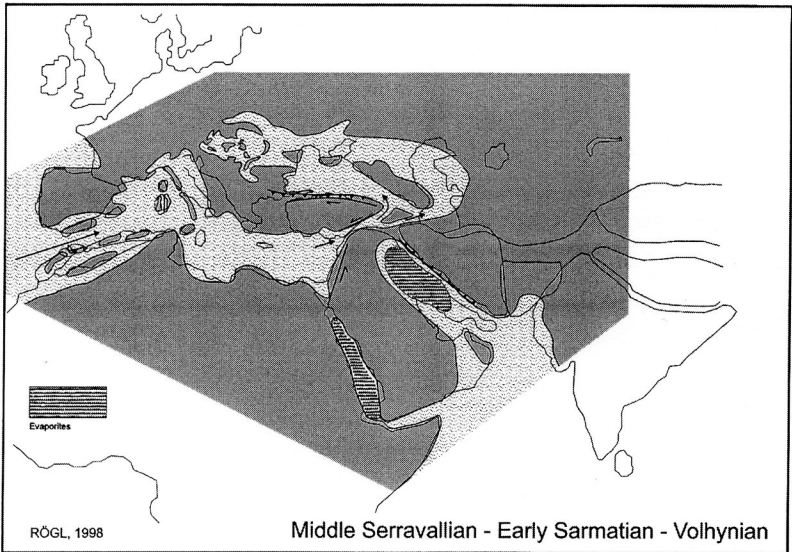 Evaporites
RÖGL, 1998
Middle Serravallian - Early Sarmatian - Volhynian